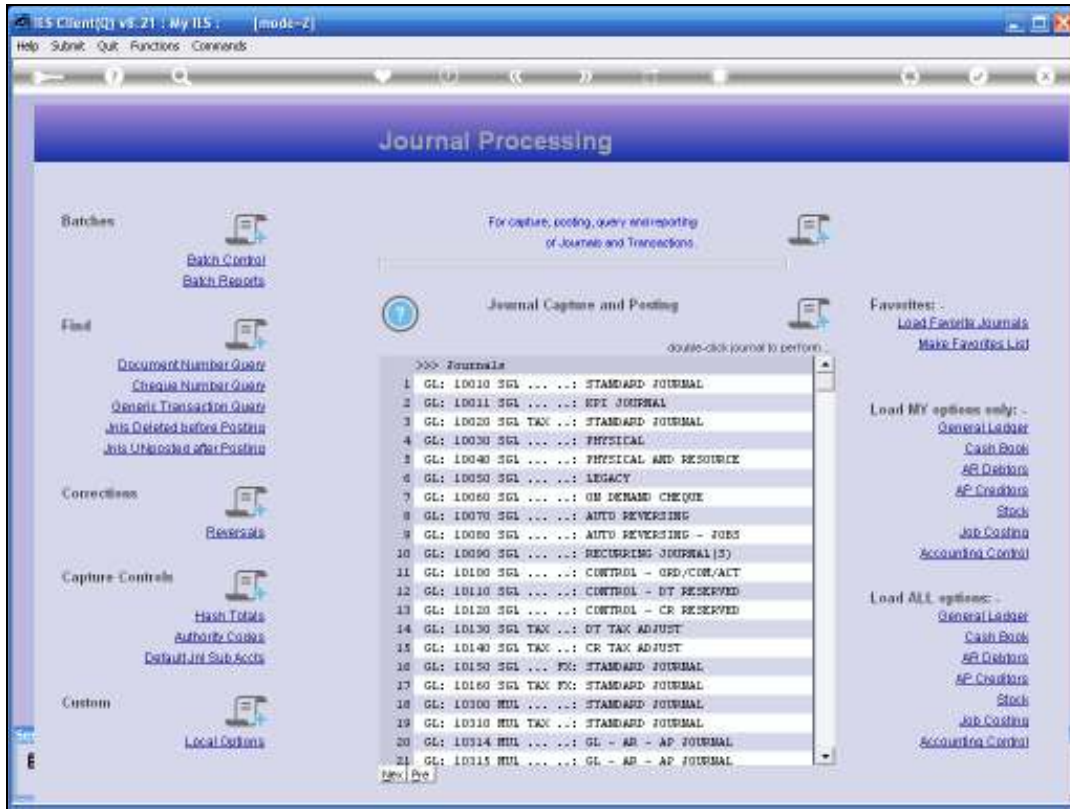 IES Client(Q) v8.21 : My IES : [mode=2]
Help Submit Quit Functions Commands
Journal Processing
Batches
Batch Control
Batch Reports
Find
Document Number Query
Cheque Number Query
Generic Transaction Query
Jnls Deleted before Posting
Jnls UNposted after Posting
Corrections
Reversals
Capture Controls
Hash Totals
Authority Codes
Default Jnl Sub Accts
Custom
Local Options
For capture, posting, query and reporting
of Journals and Transactions.
Journal Capture and Posting
double-click journal to perform ..
>>> Journals
1 GL: 10010 SGL ... ..: STANDARD JOURNAL
2 GL: 10011 SGL ... ..: KPI JOURNAL
3 GL: 10020 SGL TAX ..: STANDARD JOURNAL
4 GL: 10030 SGL ... ..: PHYSICAL
5 GL: 10040 SGL ... ..: PHYSICAL AND RESOURCE
6 GL: 10050 SGL ... ..: LEGACY
7 GL: 10060 SGL ... ..: ON DEMAND CHEQUE
8 GL: 10070 SGL ... ..: AUTO REVERSING
9 GL: 10080 SGL ... ..: AUTO REVERSING - JOBS
10 GL: 10090 SGL ... ..: RECURRING JOURNAL(S)
11 GL: 10100 SGL ... ..: CONTROL - ORD/COM/ACT
12 GL: 10110 SGL ... ..: CONTROL - DT RESERVED
13 GL: 10120 SGL ... ..: CONTROL - CR RESERVED
14 GL: 10130 SGL TAX ..: DT TAX ADJUST
15 GL: 10140 SGL TAX ..: CR TAX ADJUST
16 GL: 10150 SGL ... FX: STANDARD JOURNAL
17 GL: 10160 SGL TAX FX: STANDARD JOURNAL
18 GL: 10300 MUL ... ..: STANDARD JOURNAL
19 GL: 10310 MUL TAX ..: STANDARD JOURNAL
20 GL: 10314 MUL ... ..: GL - AR - AP JOURNAL
21 GL: 10315 MUL ... ..: GL - AR - AP JOURNAL
Nex Pre
Favorites: -
Load Favorite Journals
Make Favorites List
Load MY options only: -
General Ledger
Cash Book
AR Debtors
AP Creditors
Stock
Job Costing
Accounting Control
Load ALL options: -
General Ledger
Cash Book
AR Debtors
AP Creditors
Stock
Job Costing
Accounting Control